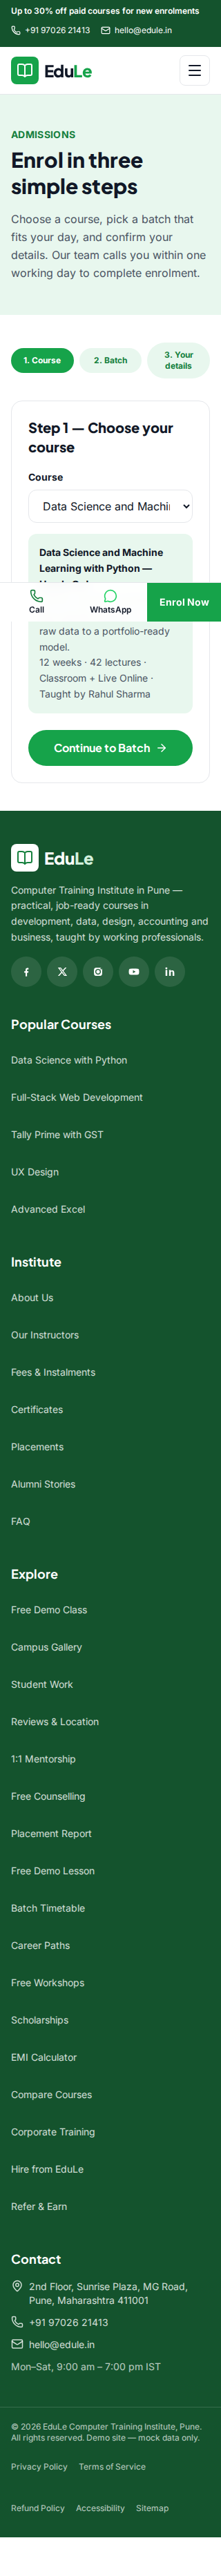 Up to 30% off paid courses for new enrolments
+91 97026 21413 hello@edule.in
EduLe
ADMISSIONS
Enrol in three
simple steps
Choose a course, pick a batch that
fits your day, and confirm your
details. Our team calls you within one
working day to complete enrolment.
1. Course 2. Batch 3. Your
details
Step 1 — Choose your
course
Course
Data Science and Machin
Data Science and Machine
Learning with Python —
Call WhatsApp Enrol Now
raw data to a portfolio-ready
model.
12 weeks · 42 lectures ·
Classroom + Live Online ·
Taught by Rahul Sharma
Continue to Batch
EduLe
Computer Training Institute in Pune —
practical, job-ready courses in
development, data, design, accounting and
business, taught by working professionals.
Popular Courses
Data Science with Python
Full-Stack Web Development
Tally Prime with GST
UX Design
Advanced Excel
Institute
About Us
Our Instructors
Fees & Instalments
Certificates
Placements
Alumni Stories
FAQ
Explore
Free Demo Class
Campus Gallery
Student Work
Reviews & Location
1:1 Mentorship
Free Counselling
Placement Report
Free Demo Lesson
Batch Timetable
Career Paths
Free Workshops
Scholarships
EMI Calculator
Compare Courses
Corporate Training
Hire from EduLe
Refer & Earn
Contact
2nd Floor, Sunrise Plaza, MG Road,
Pune, Maharashtra 411001
+91 97026 21413
hello@edule.in
Mon–Sat, 9:00 am – 7:00 pm IST
© 2026 EduLe Computer Training Institute, Pune.
All rights reserved. Demo site — mock data only.
Privacy Policy Terms of Service
Refund Policy Accessibility Sitemap